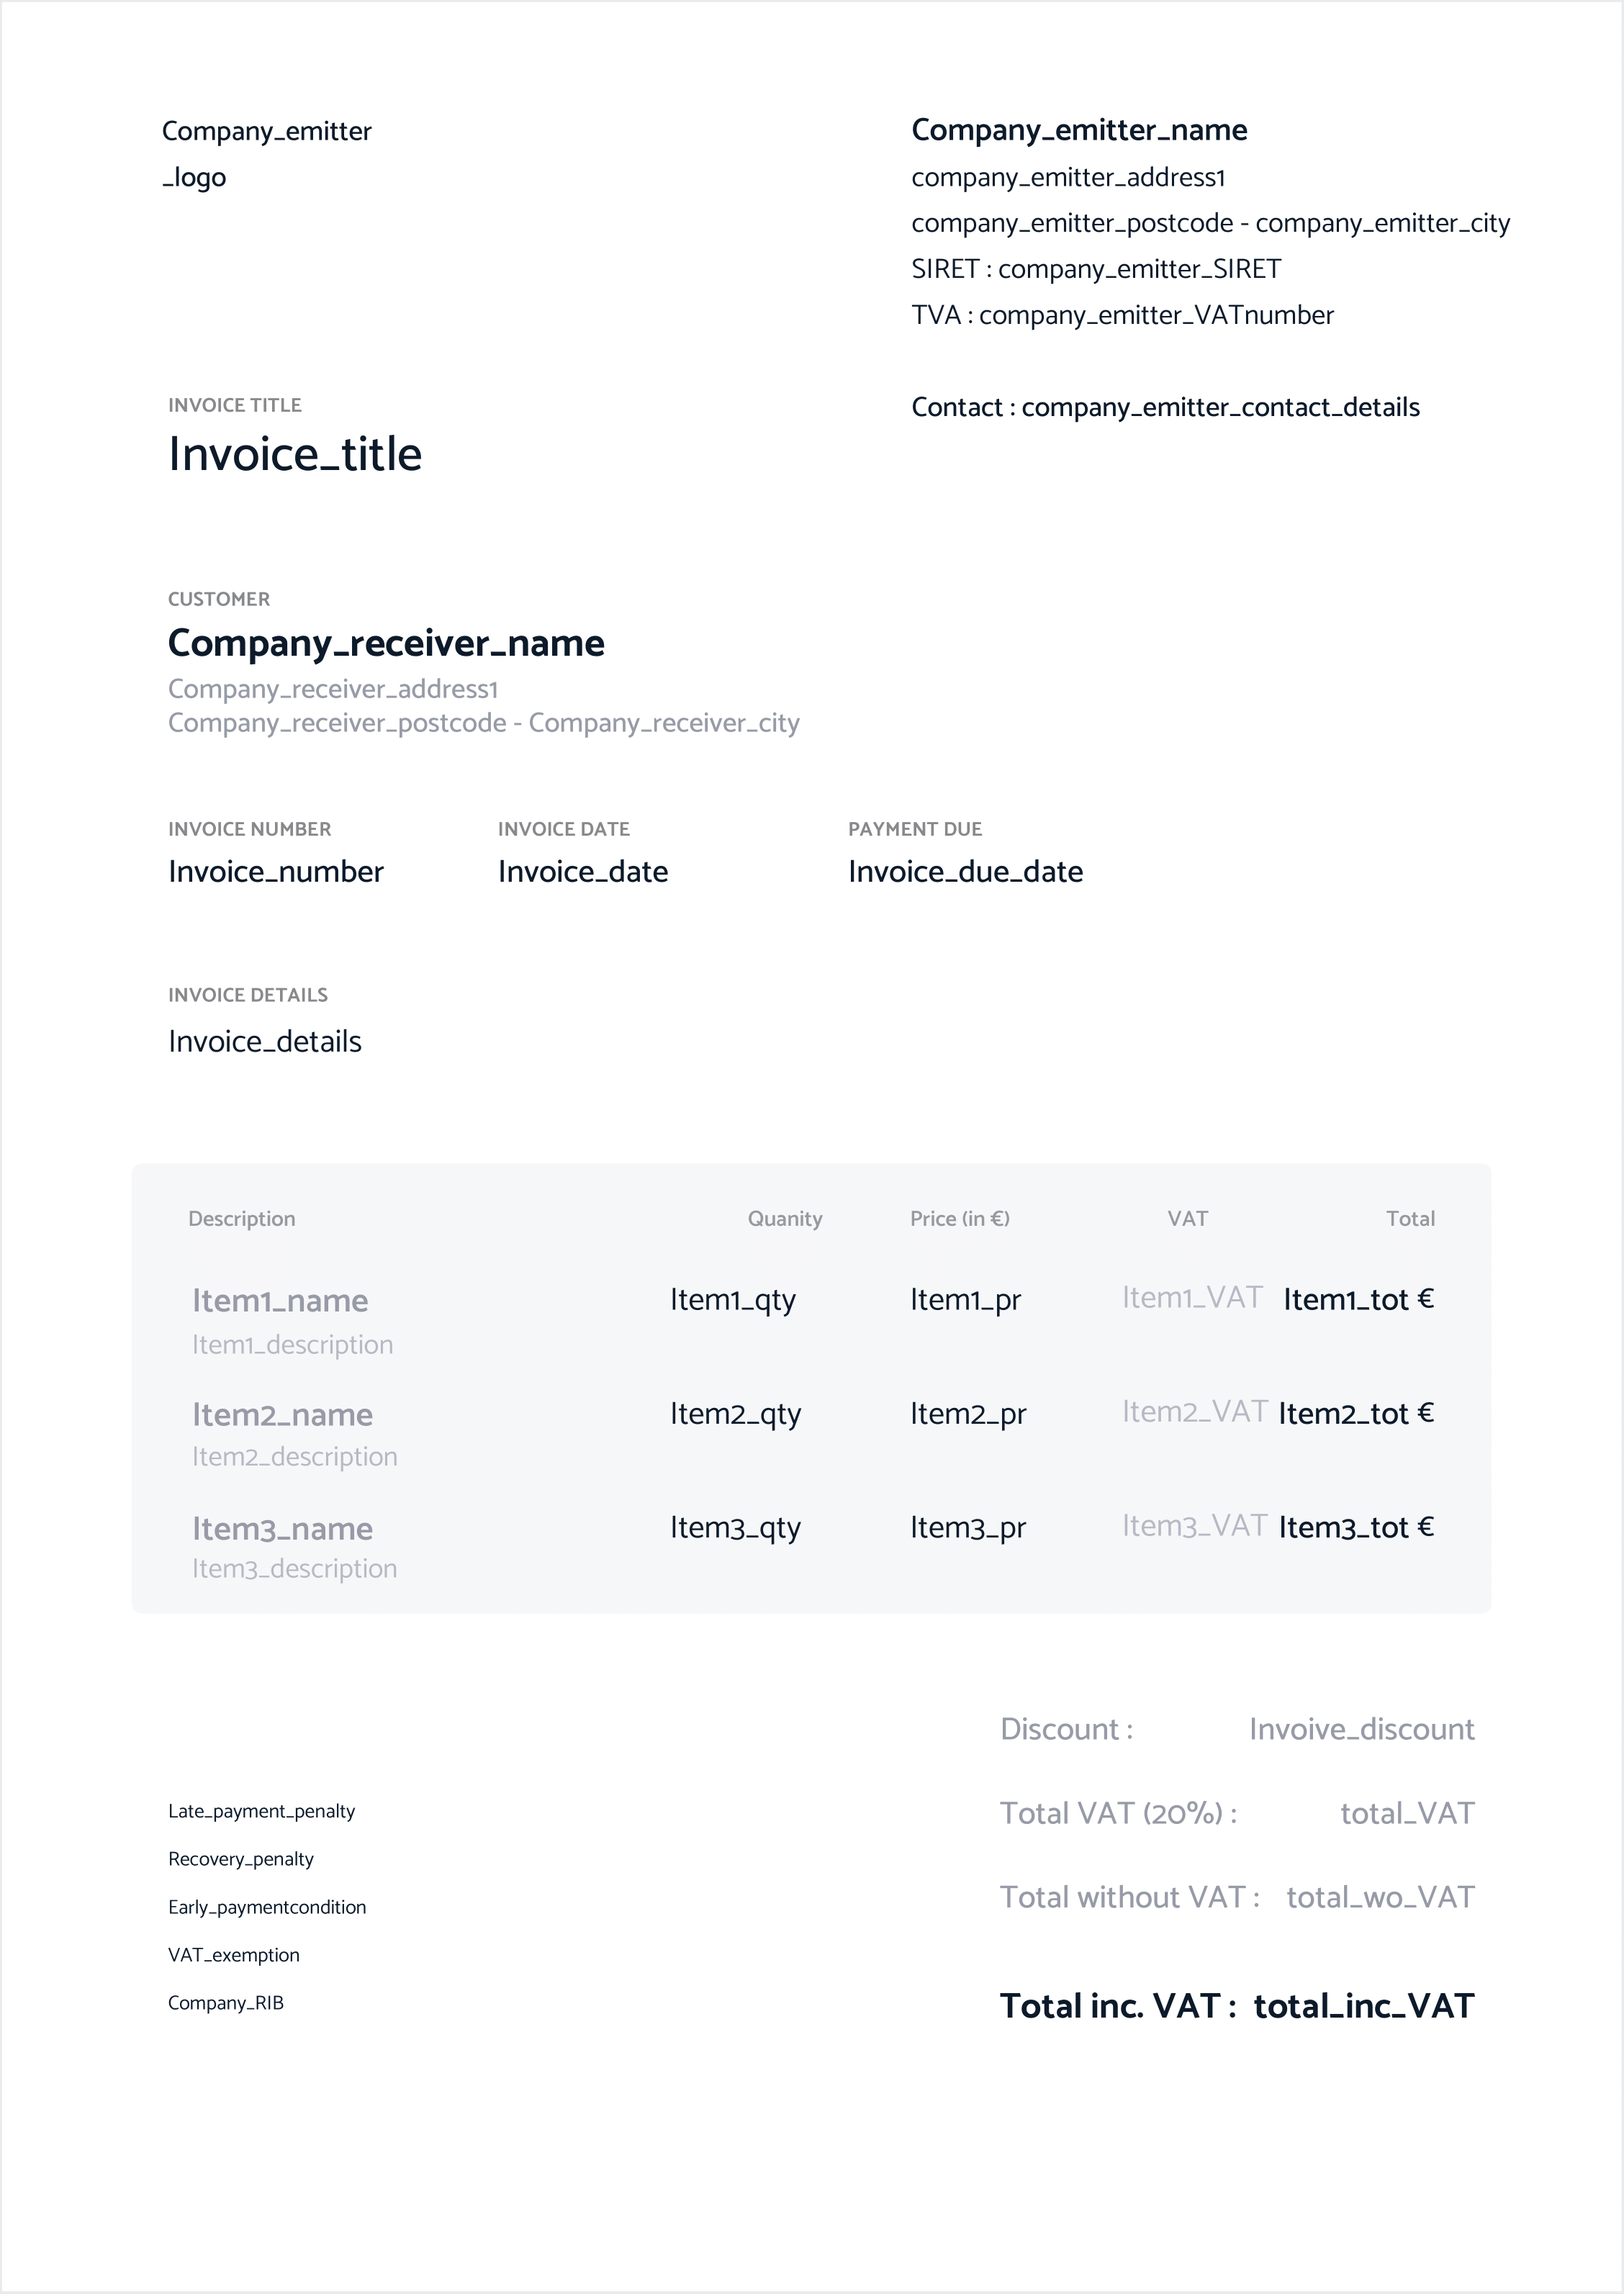 Company_emitter
_logo
Company_emitter_name
company_emitter_address1
company_emitter_postcode - company_emitter_city
SIRET : company_emitter_SIRET
TVA : company_emitter_VATnumber
Contact : company_emitter_contact_details
INVOICE TITLE
Invoice_title
CUSTOMER
Company_receiver_name
Company_receiver_address1
Company_receiver_postcode - Company_receiver_city
INVOICE NUMBER INVOICE DATE PAYMENT DUE
Invoice_number Invoice_date Invoice_due_date
INVOICE DETAILS
Invoice_details
Description Quanity Price (in €) VAT Total
Item1_name Item1_qty Item1_pr Item1_VAT Item1_tot €
Item1_description
Item2_name Item2_qty Item2_pr Item2_VAT Item2_tot €
Item2_description
Item3_name Item3_qty Item3_pr Item3_VAT Item3_tot €
Item3_description
Discount : Invoive_discount
Total VAT (20%) : total_VAT
Total without VAT : total_wo_VAT
Total inc. VAT : total_inc_VAT
Late_payment_penalty
Recovery_penalty
Early_paymentcondition
VAT_exemption
Company_RIB